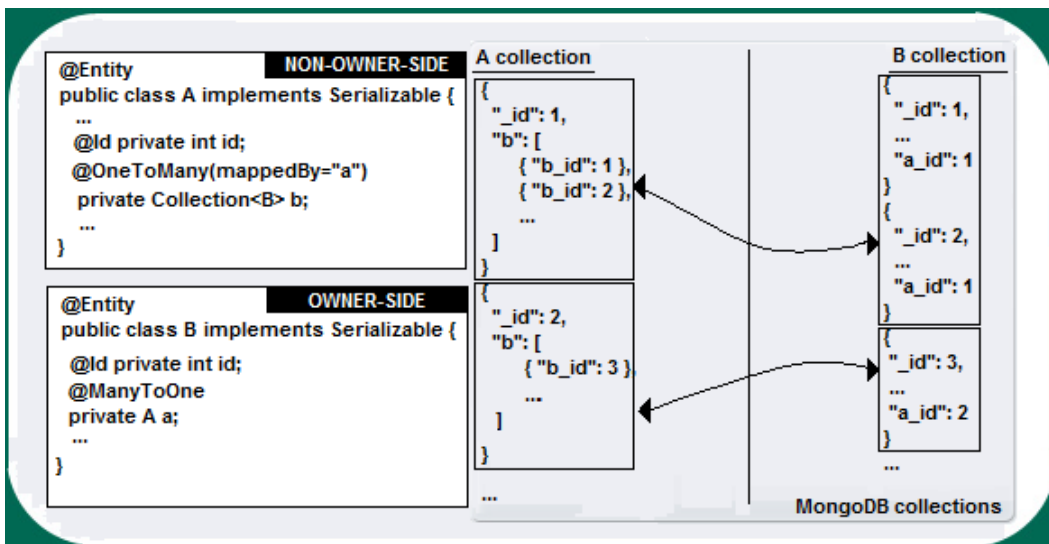 NON-OWNER-SIDE
@Entity
public class A implements Serializable {
...
@Id private int id;
@OneToMany(mappedBy="a")
private Collection<B> b;
...
}
OWNER-SIDE
@Entity
public class B implements Serializable {
@Id private int id;
@ManyToOne
private A a;
...
}
A collection
{
"_id": 1,
"b": [
{ "b_id": 1 },
{ "b_id": 2 },
...
]
}
{
"_id": 2,
"b": [
{ "b_id": 3 },
...
]
}
...
B collection
{
"_id": 1,
...
"a_id": 1
}
{
"_id": 2,
...
"a_id": 1
}
{
"_id": 3,
...
"a_id": 2
}
...
MongoDB collections